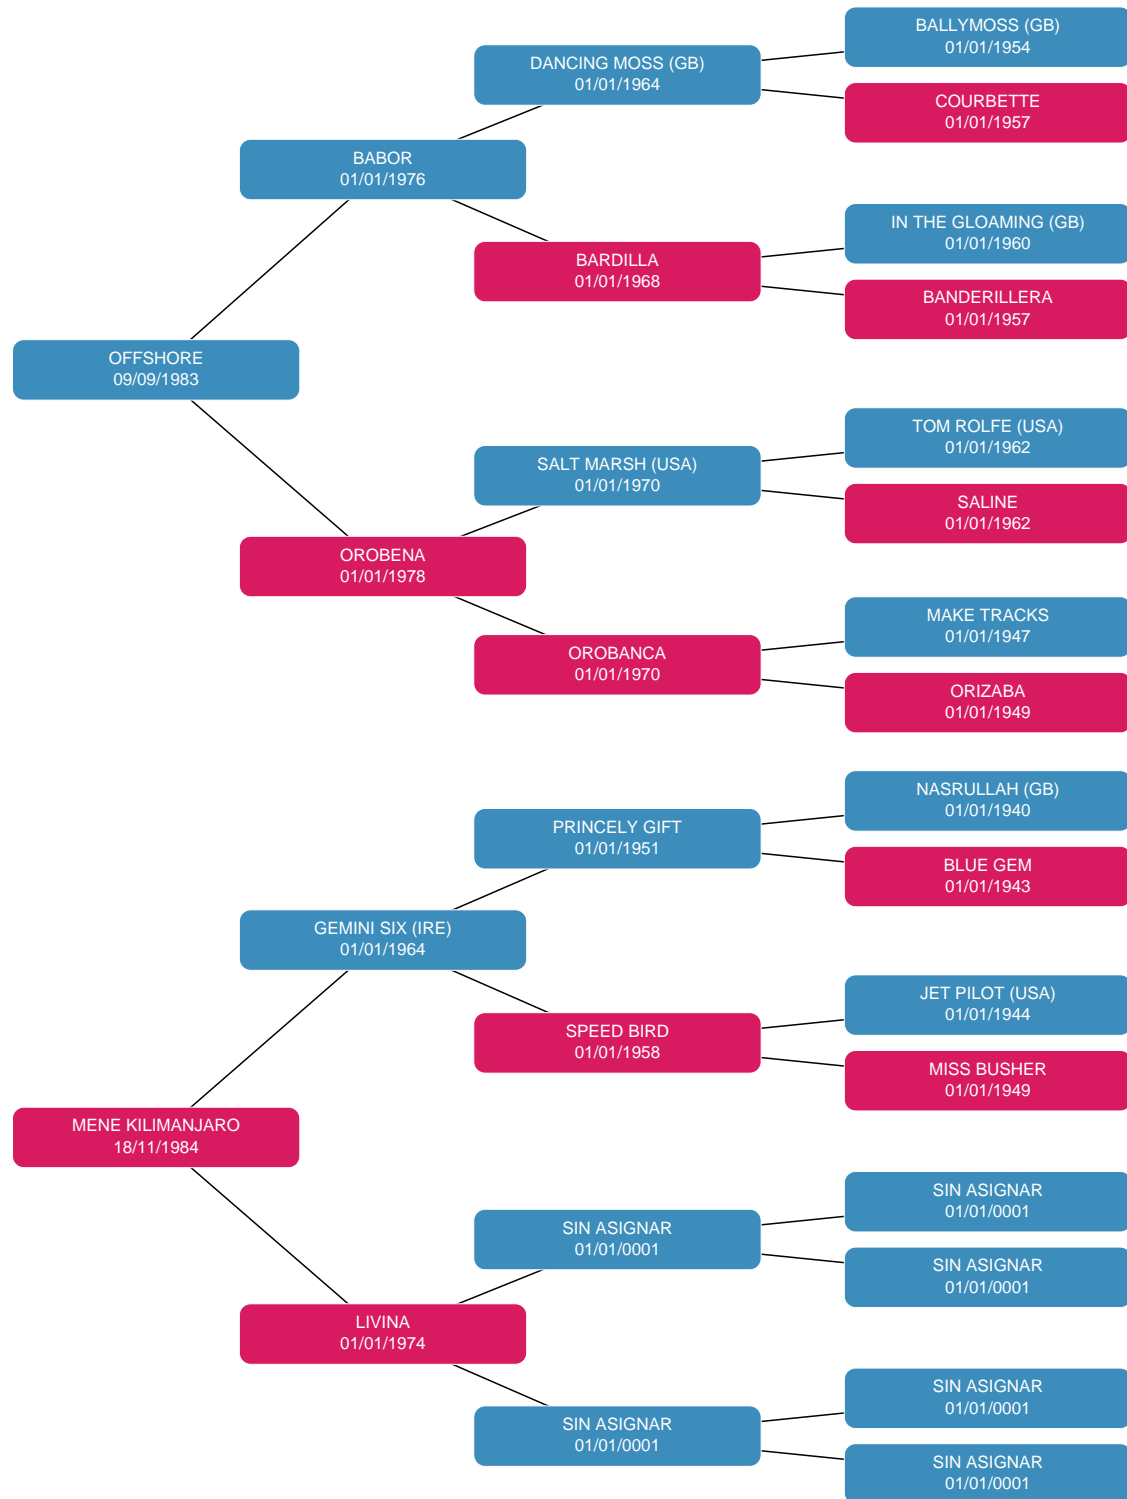 BALLYMOSS (GB)
01/01/1954
DANCING MOSS (GB)
01/01/1964
COURBETTE
01/01/1957
BABOR
01/01/1976
IN THE GLOAMING (GB)
01/01/1960
BARDILLA
01/01/1968
BANDERILLERA
01/01/1957
OFFSHORE
09/09/1983
TOM ROLFE (USA)
01/01/1962
SALT MARSH (USA)
01/01/1970
SALINE
01/01/1962
OROBENA
01/01/1978
MAKE TRACKS
01/01/1947
OROBANCA
01/01/1970
ORIZABA
01/01/1949
NASRULLAH (GB)
01/01/1940
PRINCELY GIFT
01/01/1951
BLUE GEM
01/01/1943
GEMINI SIX (IRE)
01/01/1964
JET PILOT (USA)
01/01/1944
SPEED BIRD
01/01/1958
MISS BUSHER
01/01/1949
MENE KILIMANJARO
18/11/1984
SIN ASIGNAR
01/01/0001
SIN ASIGNAR
01/01/0001
SIN ASIGNAR
01/01/0001
LIVINA
01/01/1974
SIN ASIGNAR
01/01/0001
SIN ASIGNAR
01/01/0001
SIN ASIGNAR
01/01/0001